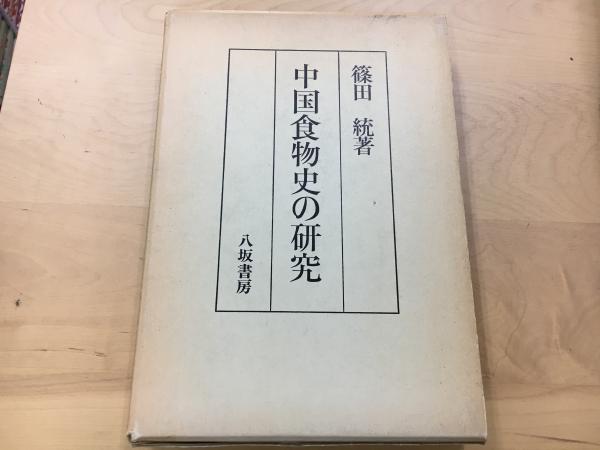 篠田 統著
中国食物史の研究
八坂書房